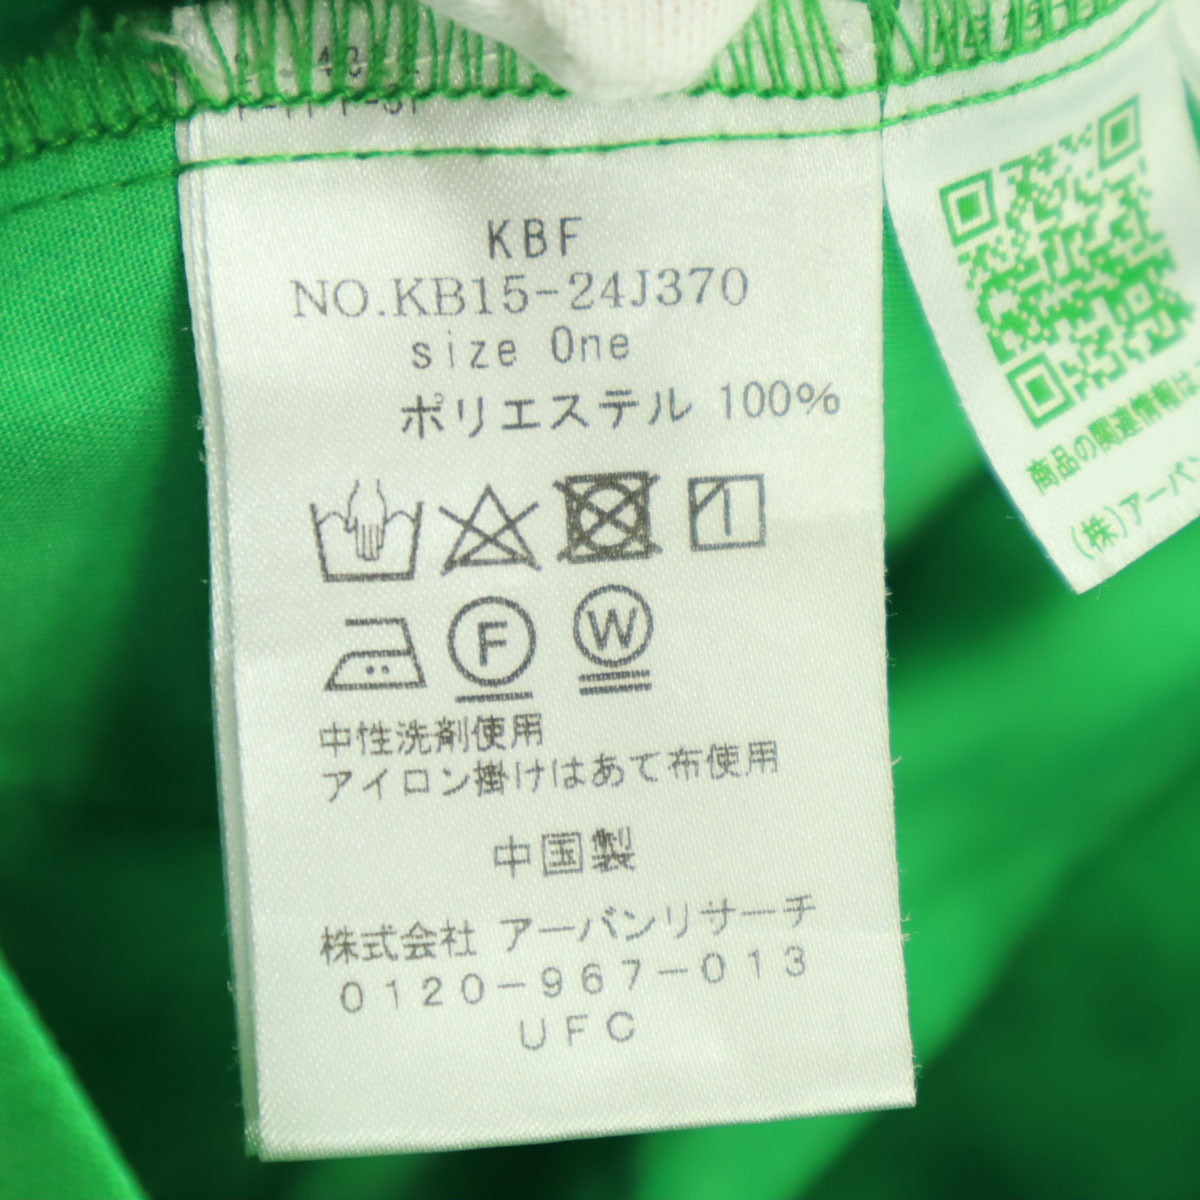 KBF
NO.KB15-24J370
size One
ポリエステル 100%
F
W
中性洗剤使用
アイロン掛けはあて布使用
中国製
株式会社 アーバンリサーチ
0120-967-013
UFC
商品の関連情報は
(株)アーバン